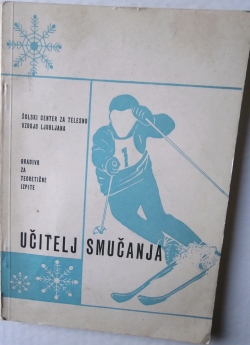 ŠOLSKI CENTER ZA TELESNO
VZGOJO LJUBLJANA
GRADIVO
ZA
TEORETIČNE
IZPITE
1
UČITELJ SMUČANJA